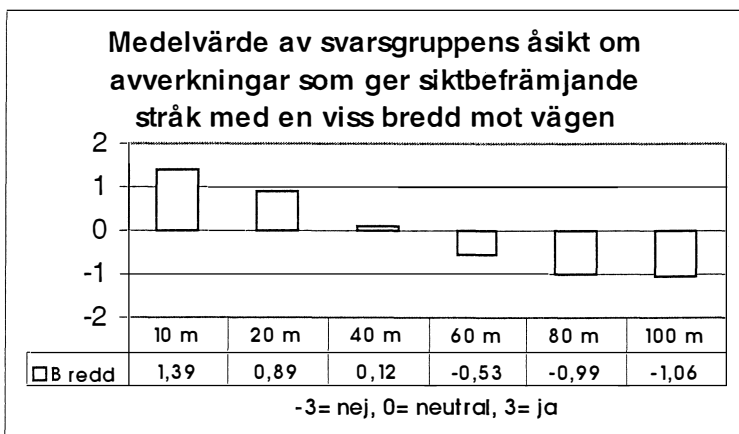 Medelvärde av svarsgruppens åsikt om
avverkningar som ger siktbefrämjande
stråk med en viss bredd mot vägen
2
1
0
-1
-2
10 m 20 m 40 m 60 m 80 m 100 m
B redd 1,39 0,89 0,12 -0,53 -0,99 -1,06
-3= nej, 0= neutral, 3= ja